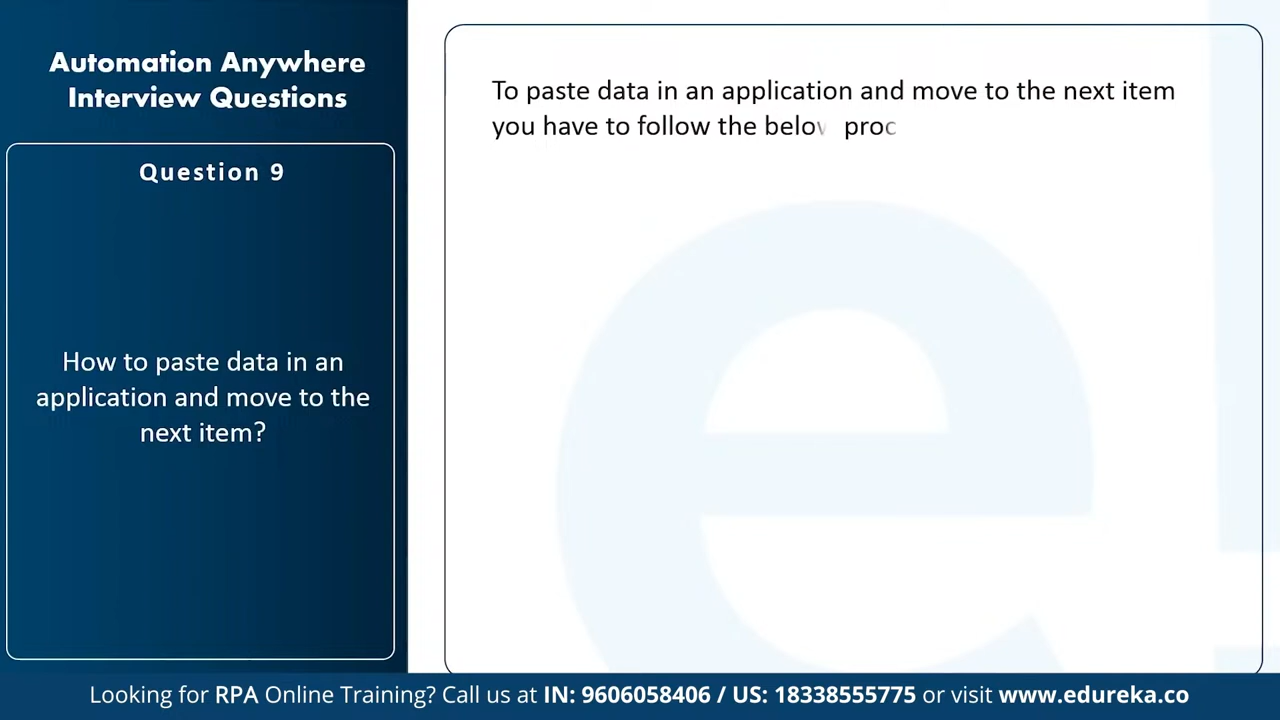 Automation Anywhere
Interview Questions
Question 9
How to paste data in an
application and move to the
next item?
To paste data in an application and move to the next item
you have to follow the below proc
Looking for RPA Online Training? Call us at IN: 9606058406 / US: 18338555775 or visit www.edureka.co